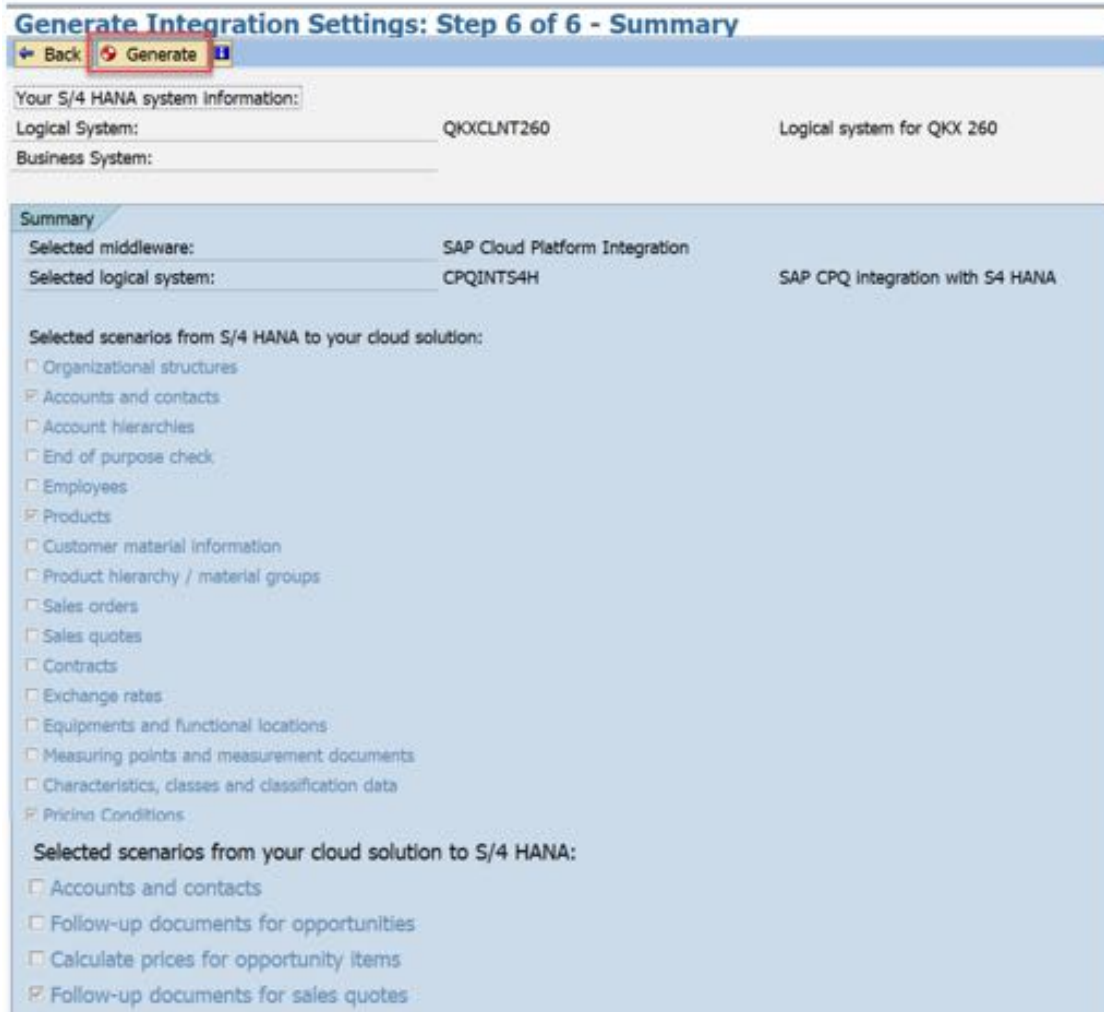 Generate Integration Settings: Step 6 of 6 - Summary
Back Generate
Your S/4 HANA system information:
Logical System: QKXCLNT260 Logical system for QKX 260
Business System:
Summary
Selected middleware: SAP Cloud Platform Integration
Selected logical system: CPQINTS4H SAP CPQ integration with S4 HANA
Selected scenarios from S/4 HANA to your cloud solution:
Organizational structures
Accounts and contacts
Account hierarchies
End of purpose check
Employees
Products
Customer material information
Product hierarchy / material groups
Sales orders
Sales quotes
Contracts
Exchange rates
Equipments and functional locations
Measuring points and measurement documents
Characteristics, classes and classification data
Pricing Conditions
Selected scenarios from your cloud solution to S/4 HANA:
Accounts and contacts
Follow-up documents for opportunities
Calculate prices for opportunity items
Follow-up documents for sales quotes